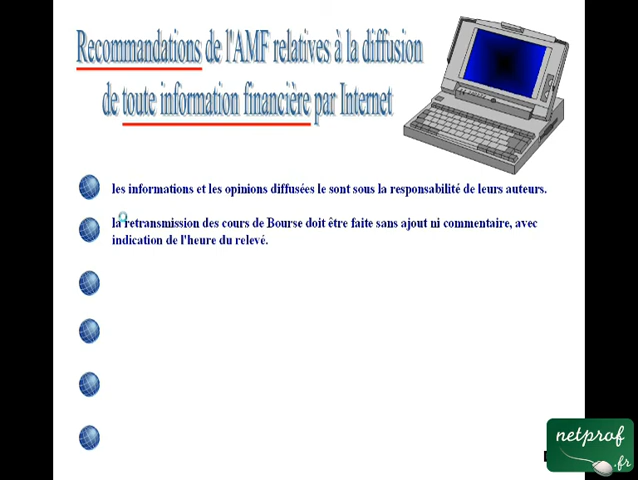 Recommandations de l'AMF relatives à la diffusion
de toute information financière par Internet
les informations et les opinions diffusées le sont sous la responsabilité de leurs auteurs.
la retransmission des cours de Bourse doit être faite sans ajout ni commentaire, avec
indication de l'heure du relevé.
netprof
.fr